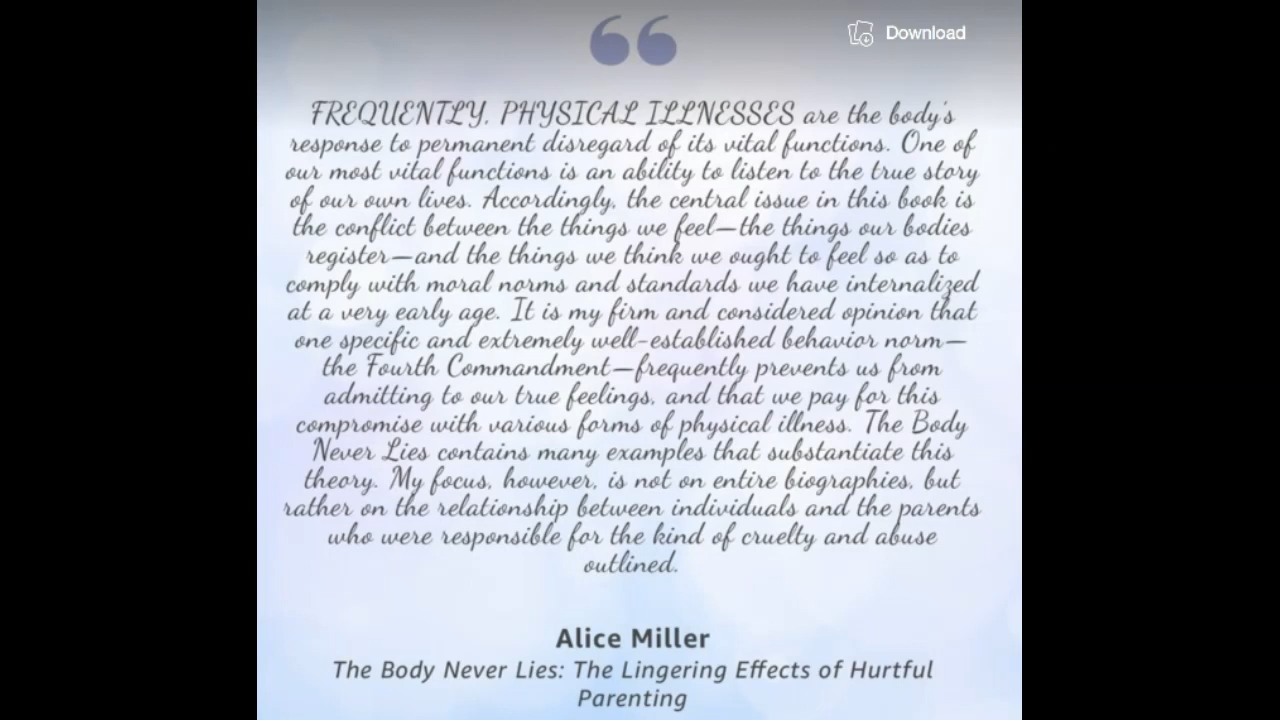 ❝
Download
FREQUENTLY, PHYSICAL ILLNESSES are the body's
response to permanent disregard of its vital functions. One of
our most vital functions is an ability to listen to the true story
of our own lives. Accordingly, the central issue in this book is
the conflict between the things we feel—the things our bodies
register—and the things we think we ought to feel so as to
comply with moral norms and standards we have internalized
at a very early age. It is my firm and considered opinion that
one specific and extremely well-established behavior norm—
the Fourth Commandment—frequently prevents us from
admitting to our true feelings, and that we pay for this
compromise with various forms of physical illness. The Body
Never Lies contains many examples that substantiate this
theory. My focus, however, is not on entire biographies, but
rather on the relationship between individuals and the parents
who were responsible for the kind of cruelty and abuse
outlined.
Alice Miller
The Body Never Lies: The Lingering Effects of Hurtful
Parenting